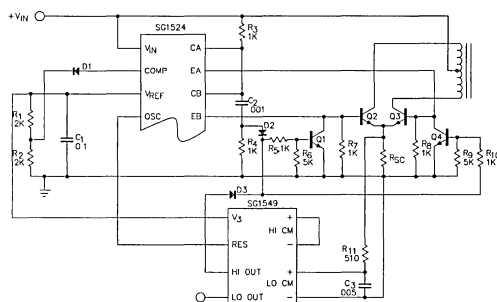 +VIN
SG1524
VIN
CA
COMP
EA
VREF
CB
OSC
EB
R3
1K
D1
R1
2K
R2
2K
C1
0 1
C2
.001
D2
R4
1K
R5 1K
R6
5K
Q1
Q2
Q3
R7
1K
RSC
R8
1K
Q4
R9
5K
R10
1K
D3
SG1549
V3
+
HI CM
-
RES
HI OUT
+
LO CM
-
LO OUT
R11
510
C3
.005